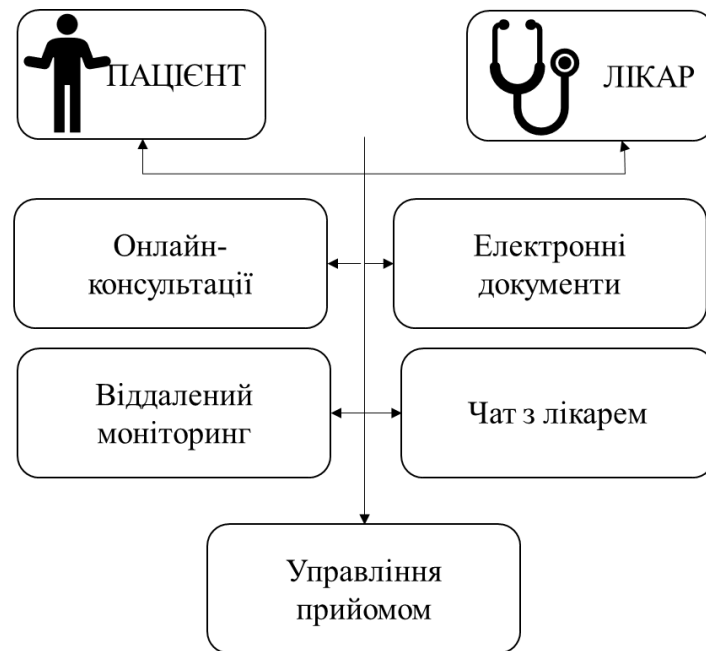 ПАЦІЄНТ
ЛІКАР
Онлайн-
консультації
Електронні
документи
Віддалений
моніторинг
Чат з лікарем
Управління
прийомом